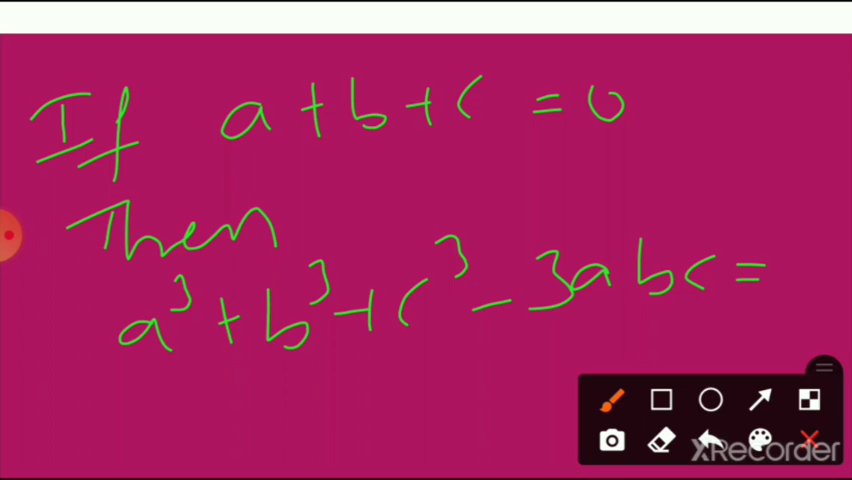 If a + b + c = 0
Then
a³ + b³ + c³ - 3abc =
XRecorder